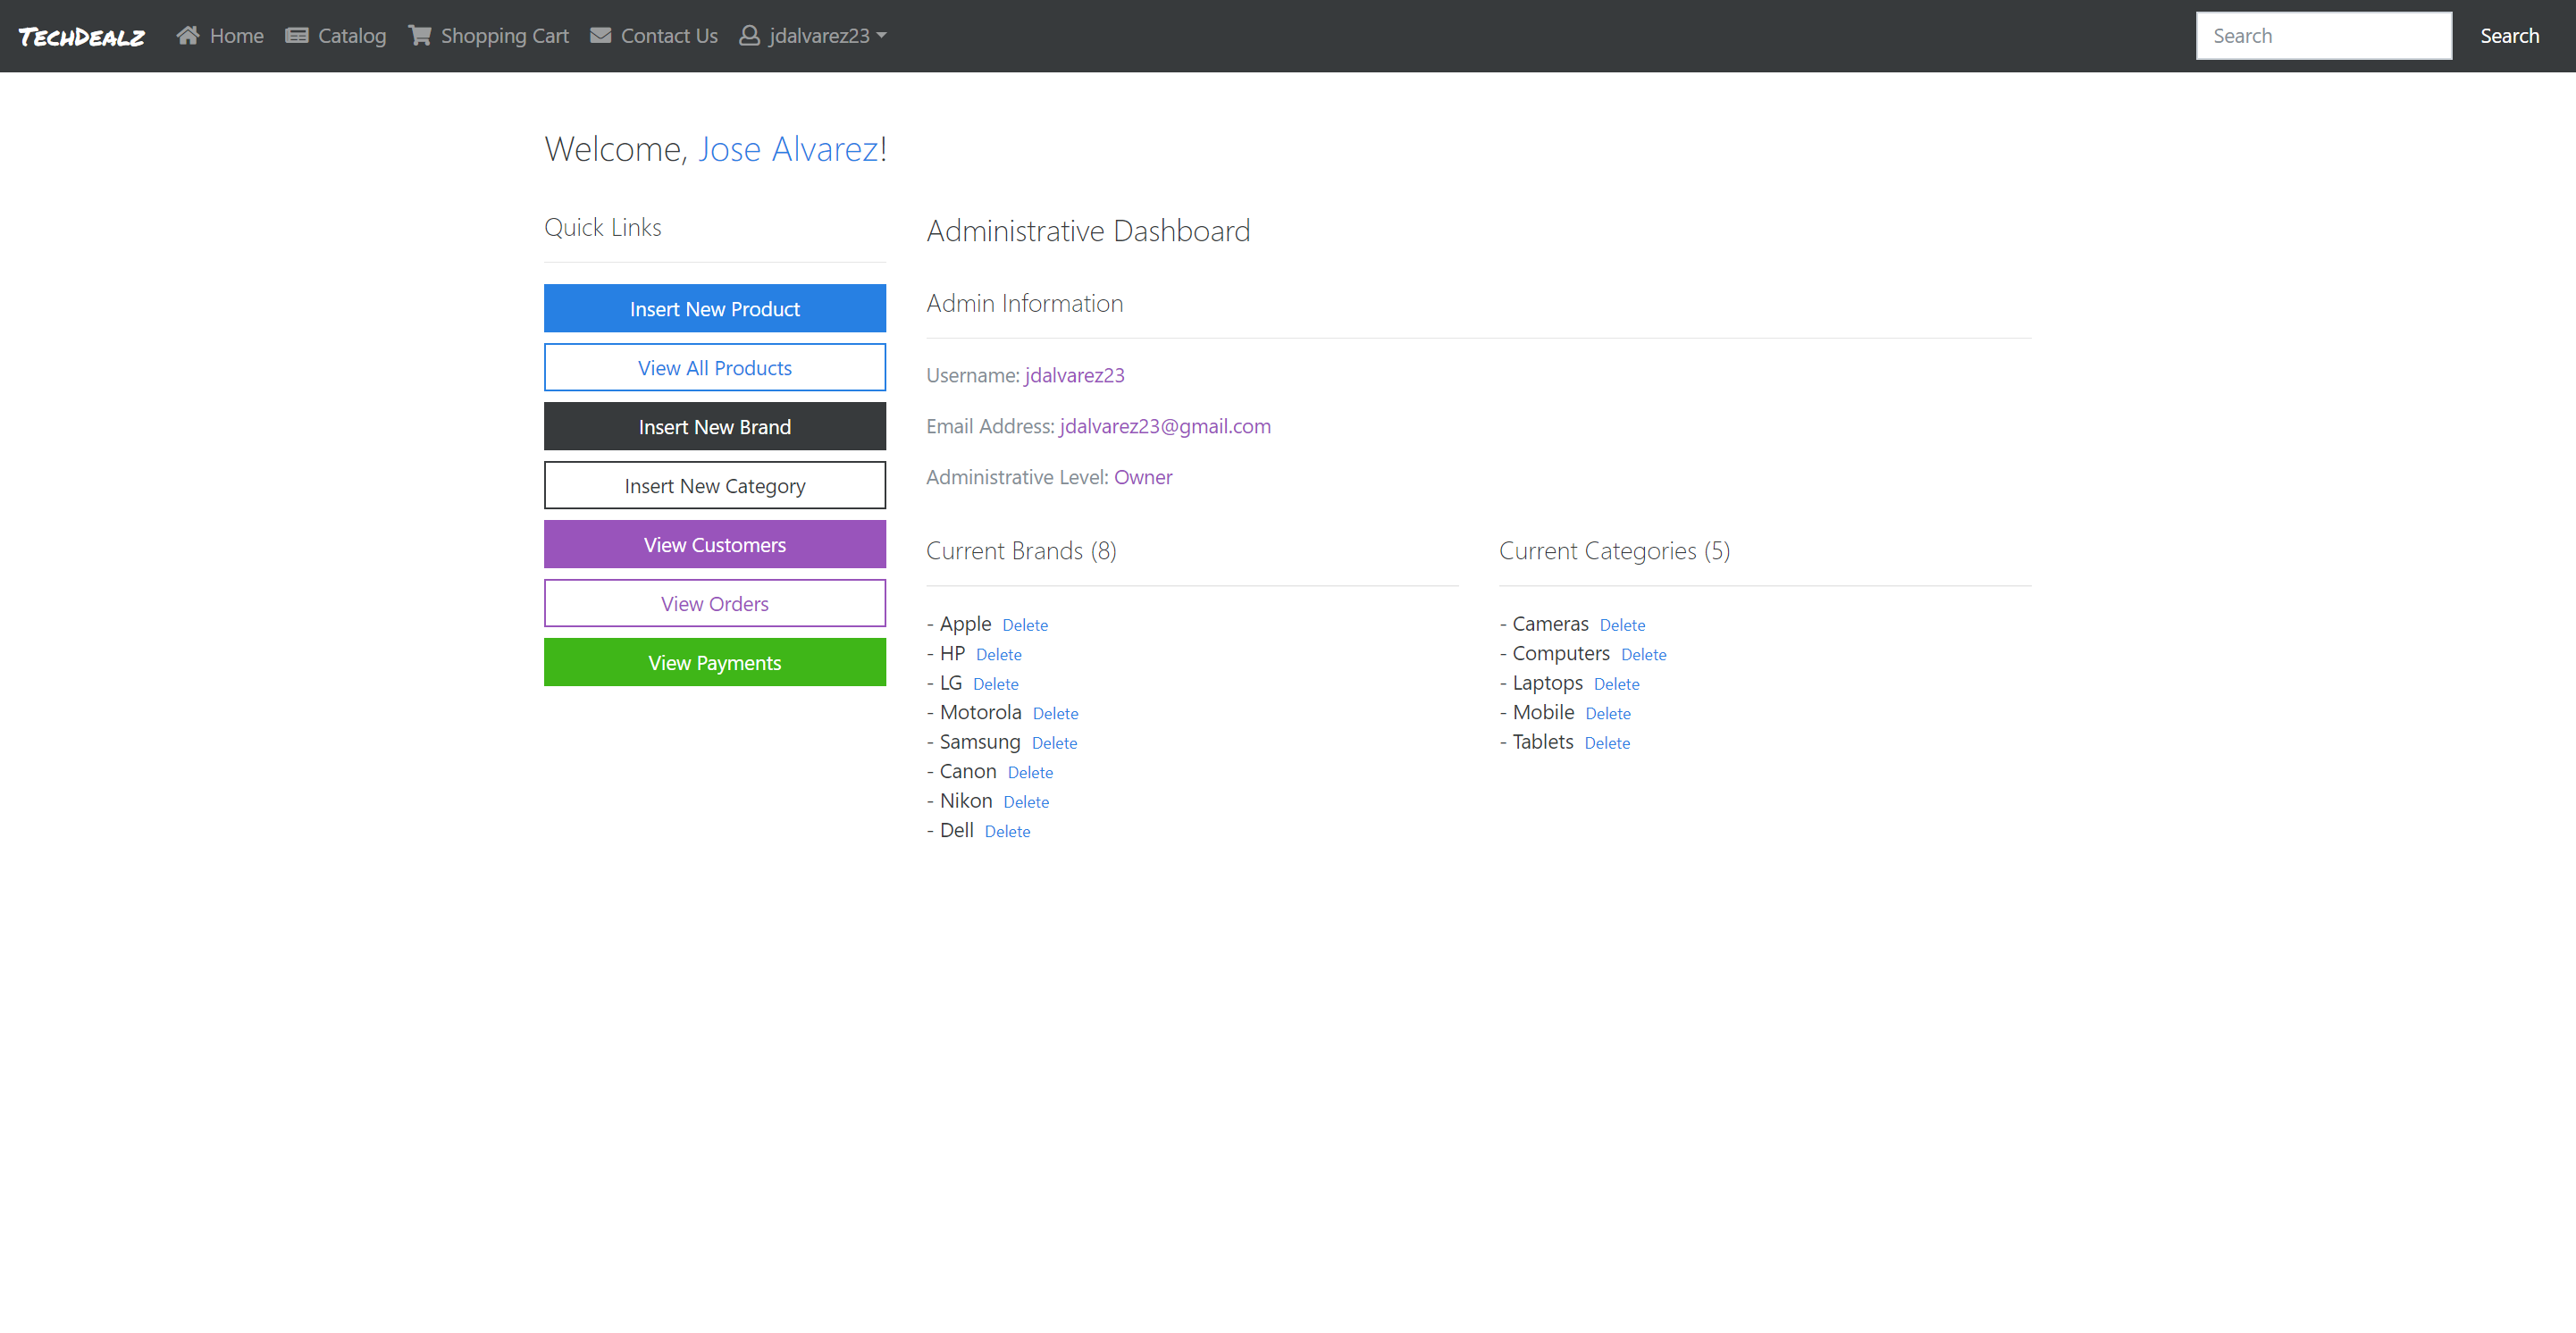 TechDealz Home Catalog Shopping Cart Contact Us jdalvarez23 Search Search
Welcome, Jose Alvarez!
Quick Links
Insert New Product
View All Products
Insert New Brand
Insert New Category
View Customers
View Orders
View Payments
Administrative Dashboard
Admin Information
Username: jdalvarez23
Email Address: jdalvarez23@gmail.com
Administrative Level: Owner
Current Brands (8)
- Apple Delete
- HP Delete
- LG Delete
- Motorola Delete
- Samsung Delete
- Canon Delete
- Nikon Delete
- Dell Delete
Current Categories (5)
- Cameras Delete
- Computers Delete
- Laptops Delete
- Mobile Delete
- Tablets Delete